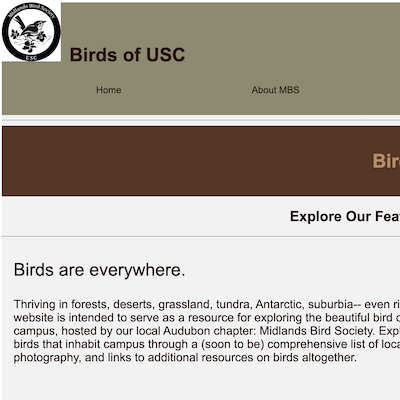 Midlands Bird Society
USC
Birds of USC
Home
About MBS
Bir
Explore Our Fea
Birds are everywhere.
Thriving in forests, deserts, grassland, tundra, Antarctic, suburbia-- even ri
website is intended to serve as a resource for exploring the beautiful bird c
campus, hosted by our local Audubon chapter: Midlands Bird Society. Expl
birds that inhabit campus through a (soon to be) comprehensive list of loca
photography, and links to additional resources on birds altogether.